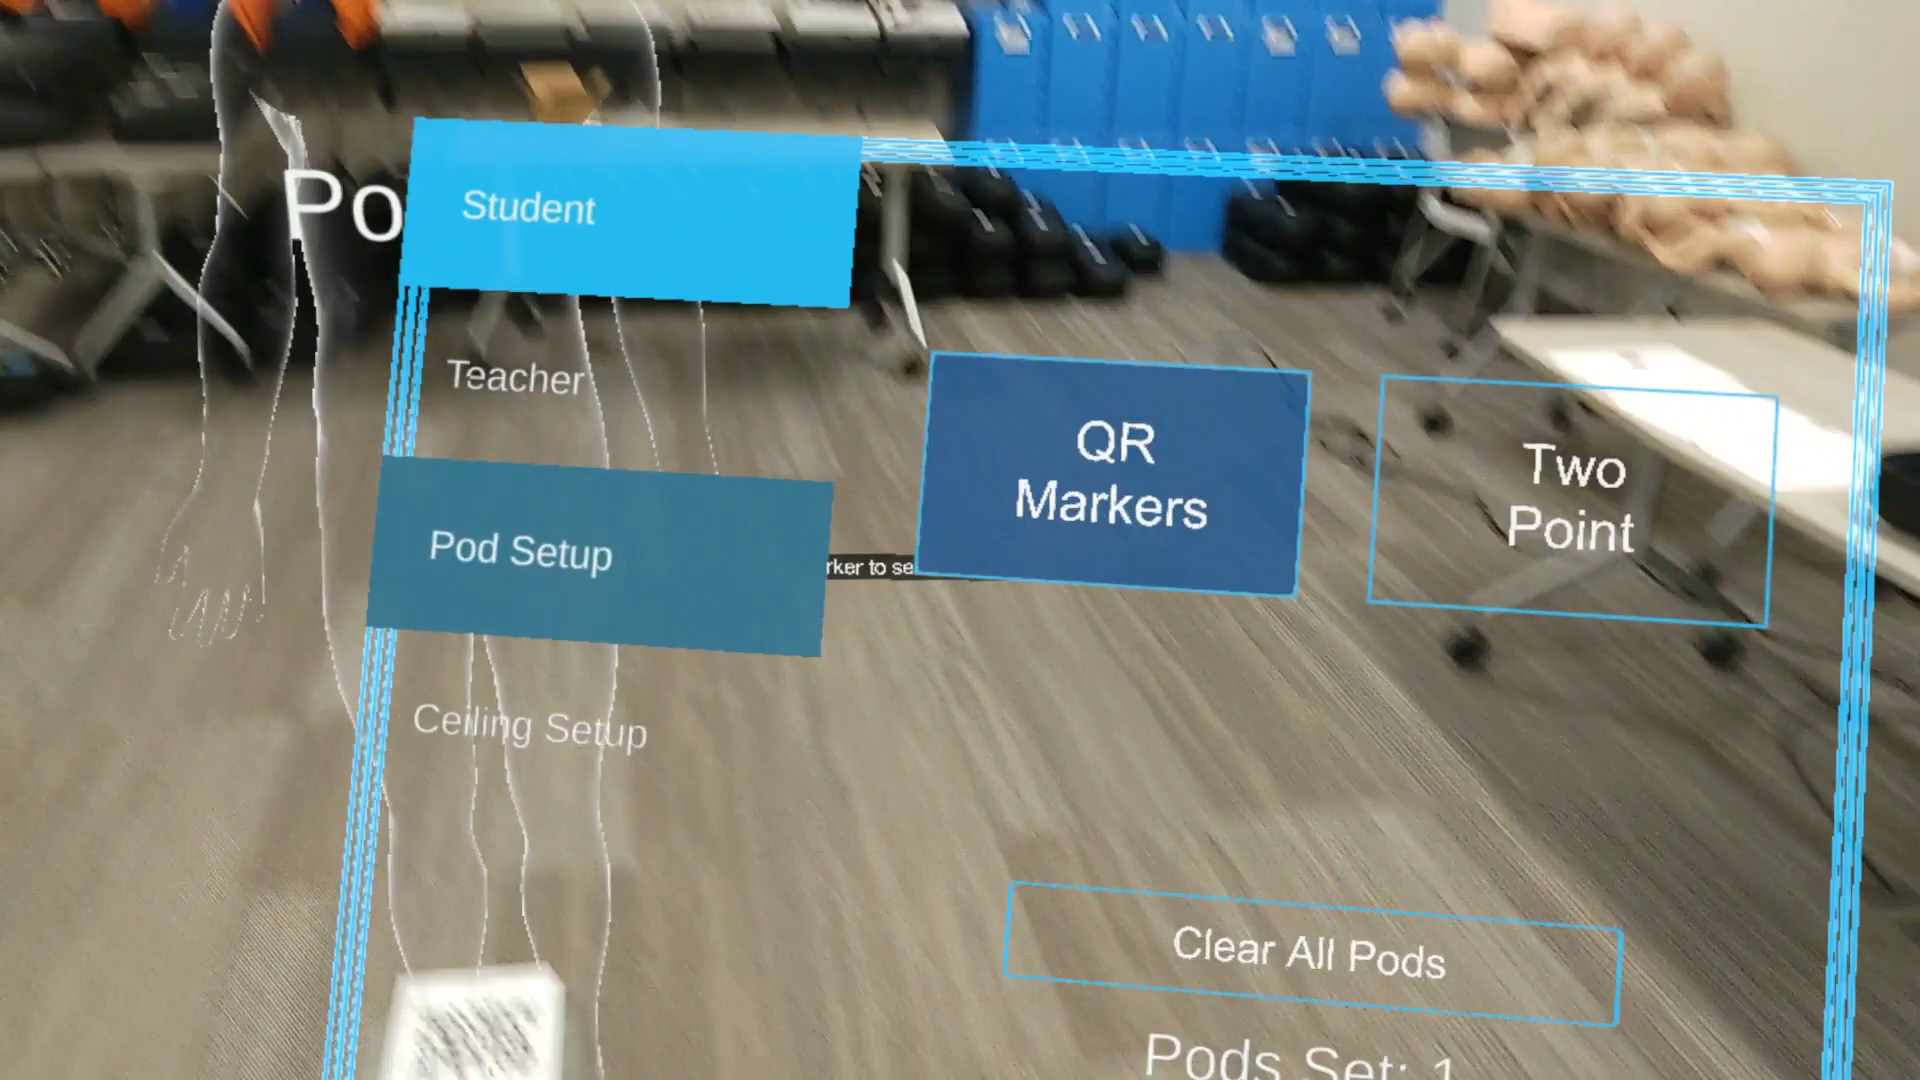 Po
Student
Teacher
Pod Setup
Ceiling Setup
rker to se
QR
Markers
Two
Point
Clear All Pods
Pods Set: 1